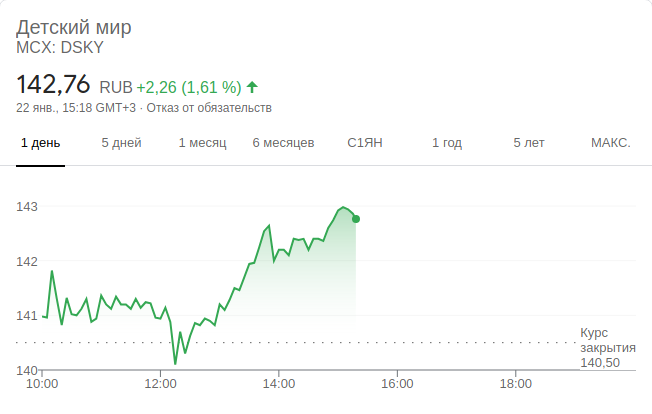 Детский мир
MCX: DSKY
142,76 RUB +2,26 (1,61 %)
22 янв., 15:18 GMT+3 · Отказ от обязательств
1 день 5 дней 1 месяц 6 месяцев С1ЯН 1 год 5 лет МАКС.
143
142
141
140
Курс
закрытия
140,50
10:00 12:00 14:00 16:00 18:00